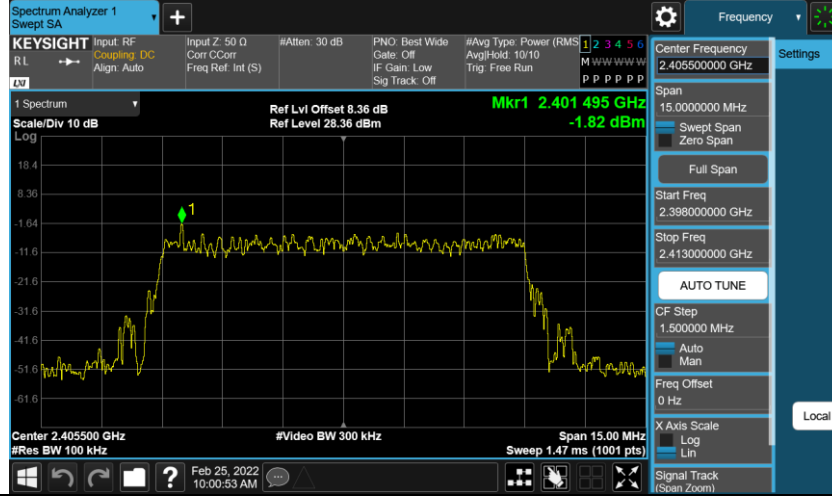 Spectrum Analyzer 1
Swept SA
+
Frequency
KEYSIGHT
RL
LXI
Input: RF
Coupling: DC
Align: Auto
Input Z: 50 Ω
Corr CCorr
Freq Ref: Int (S)
#Atten: 30 dB
PNO: Best Wide
Gate: Off
IF Gain: Low
Sig Track: Off
#Avg Type: Power (RMS
Avg|Hold: 10/10
Trig: Free Run
1 2 3 4 5 6
M W W W W W
P P P P P P
Center Frequency
2.405500000 GHz
Settings
Span
15.0000000 MHz
Swept Span
Zero Span
Full Span
Start Freq
2.398000000 GHz
Stop Freq
2.413000000 GHz
AUTO TUNE
CF Step
1.500000 MHz
Auto
Man
Freq Offset
0 Hz
X Axis Scale
Log
Lin
Signal Track
(Span Zoom)
Local
1 Spectrum
Scale/Div 10 dB
Log
Ref Lvl Offset 8.36 dB
Ref Level 28.36 dBm
Mkr1 2.401 495 GHz
-1.82 dBm
18.4
8.36
-1.64
-11.6
-21.6
-31.6
-41.6
-51.6
-61.6
1
Center 2.405500 GHz
#Res BW 100 kHz
#Video BW 300 kHz
Span 15.00 MHz
Sweep 1.47 ms (1001 pts)
?
Feb 25, 2022
10:00:53 AM